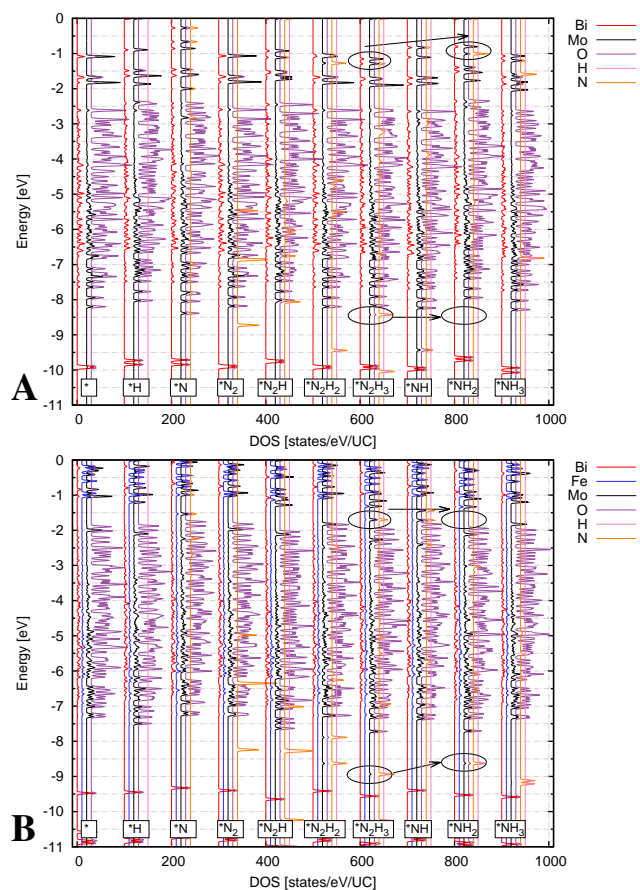 A
Energy [eV]
0
-1
-2
-3
-4
-5
-6
-7
-8
-9
-10
-11
* *H *N *N2 *N2H *N2H2 *N2H3 *NH *NH2 *NH3
0 200 400 600 800 1000
DOS [states/eV/UC]
Bi
Mo
O
H
N
B
Energy [eV]
0
-1
-2
-3
-4
-5
-6
-7
-8
-9
-10
-11
* *H *N *N2 *N2H *N2H2 *N2H3 *NH *NH2 *NH3
0 200 400 600 800 1000
DOS [states/eV/UC]
Bi
Fe
Mo
O
H
N